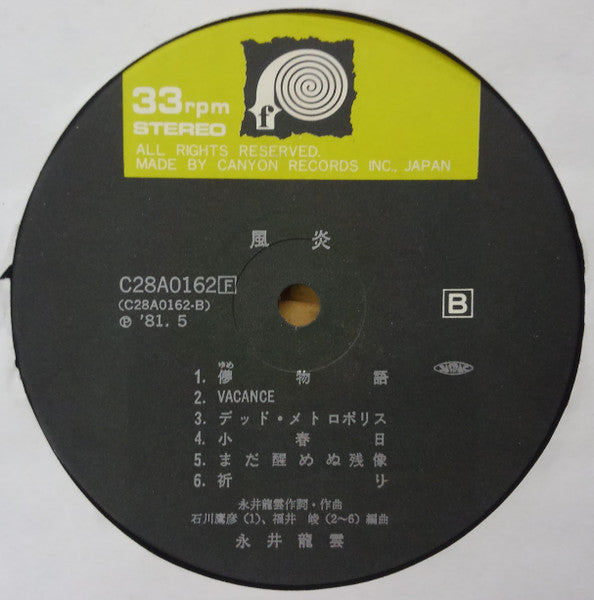 f
33rpm
STEREO
ALL RIGHTS RESERVED.
MADE BY CANYON RECORDS INC., JAPAN
風 炎
C28A0162 F
(C28A0162-B)
℗ '81. 5
B
ゆめ
1. 儚物語
2. VACANCE
3. デッド・メトロポリス
4. 小春日
5. まだ醒めぬ残像
6. 祈り
永井龍雲作詞・作曲
石川鷹彦(1)、福井 峻(2〜6)編曲
永井龍雲